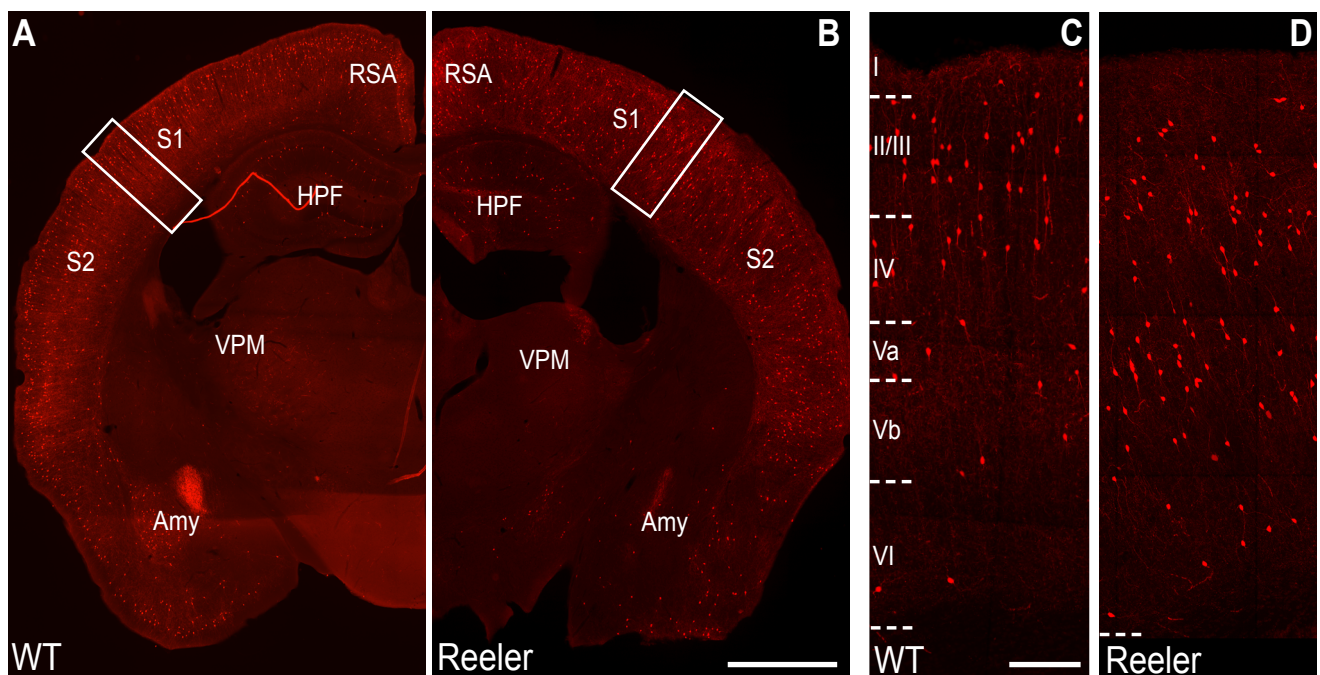 A
RSA
S1
HPF
S2
VPM
Amy
WT
B
RSA
S1
HPF
S2
VPM
Amy
Reeler
C
I
II/III
IV
Va
Vb
VI
WT
D
Reeler